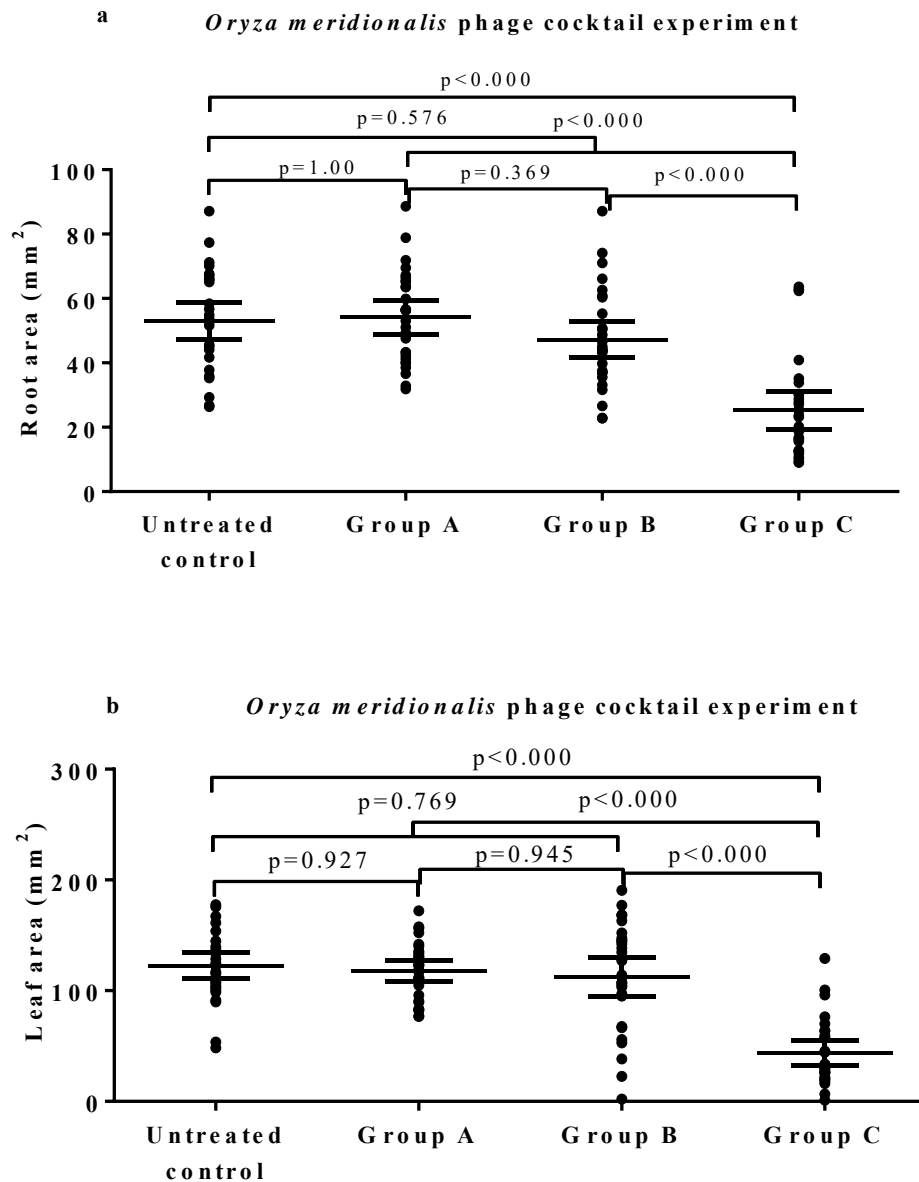 a
Oryza meridionalis phage cocktail experiment
p<0.000
p=0.576
p<0.000
p=1.00
p=0.369
p<0.000
Root area (mm²)
100
80
60
40
20
0
Untreated
control
Group A
Group B
Group C
b
Oryza meridionalis phage cocktail experiment
p<0.000
p=0.769
p<0.000
p=0.927
p=0.945
p<0.000
Leaf area (mm²)
300
200
100
0
Untreated
control
Group A
Group B
Group C